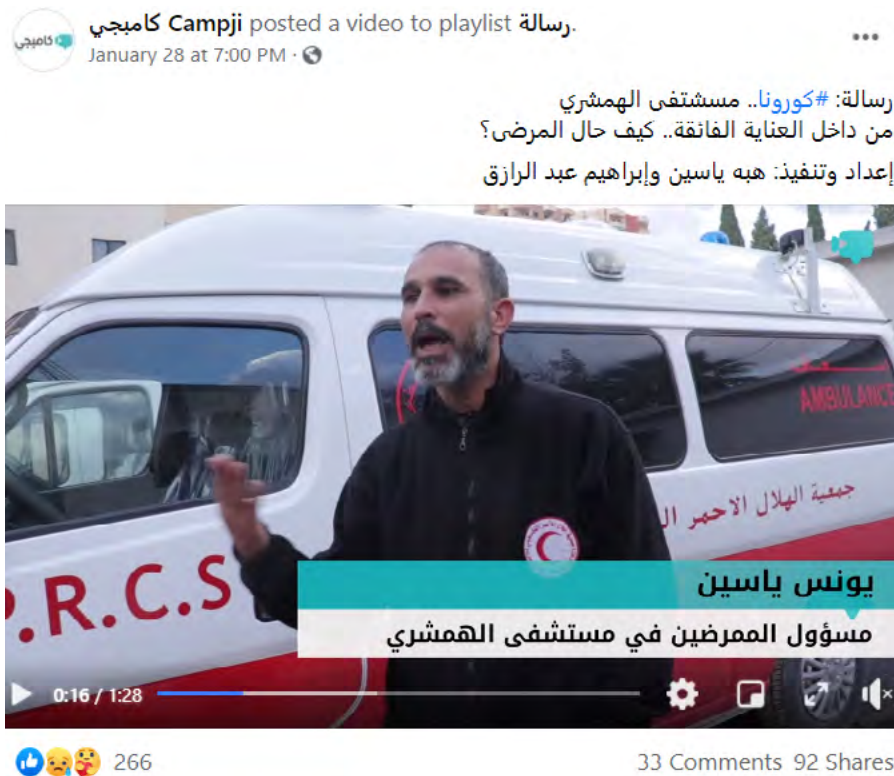 كامبجي Campji posted a video to playlist رسالة.
January 28 at 7:00 PM
كامبجي
رسالة: #كورونا.. مسشتفى الهمشري
من داخل العناية الفائقة.. كيف حال المرضى؟
إعداد وتنفيذ: هبه ياسين وإبراهيم عبد الرازق
AMBULANCE
جمعية الهلال الاحمر
P.R.C.S
يونس ياسين
مسؤول الممرضين في مستشفى الهمشري
0:16 / 1:28
266
33 Comments 92 Shares